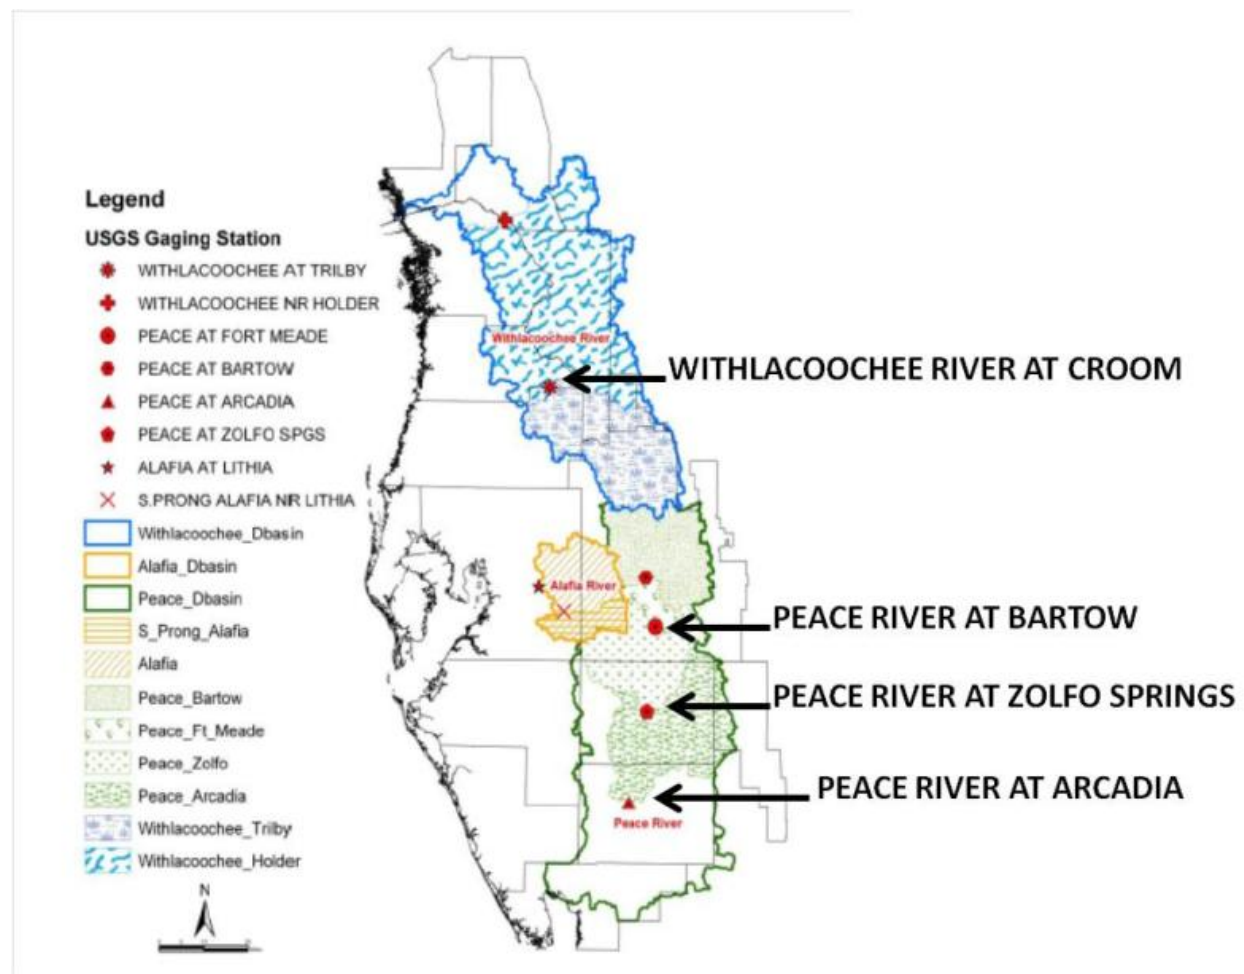 Legend
USGS Gaging Station
WITHLACOOCHEE AT TRILBY
WITHLACOOCHEE NR HOLDER
PEACE AT FORT MEADE
PEACE AT BARTOW
PEACE AT ARCADIA
PEACE AT ZOLFO SPGS
ALAFIA AT LITHIA
S.PRONG ALAFIA NR LITHIA
Withlacoochee_Dbasin
Alafia_Dbasin
Peace_Dbasin
S_Prong_Alafia
Alafia
Peace_Bartow
Peace_Ft_Meade
Peace_Zolfo
Peace_Arcadia
Withlacoochee_Trilby
Withlacoochee_Holder
N
Withlacoochee River
WITHLACOOCHEE RIVER AT CROOM
Alafia River
PEACE RIVER AT BARTOW
PEACE RIVER AT ZOLFO SPRINGS
PEACE RIVER AT ARCADIA
Peace River